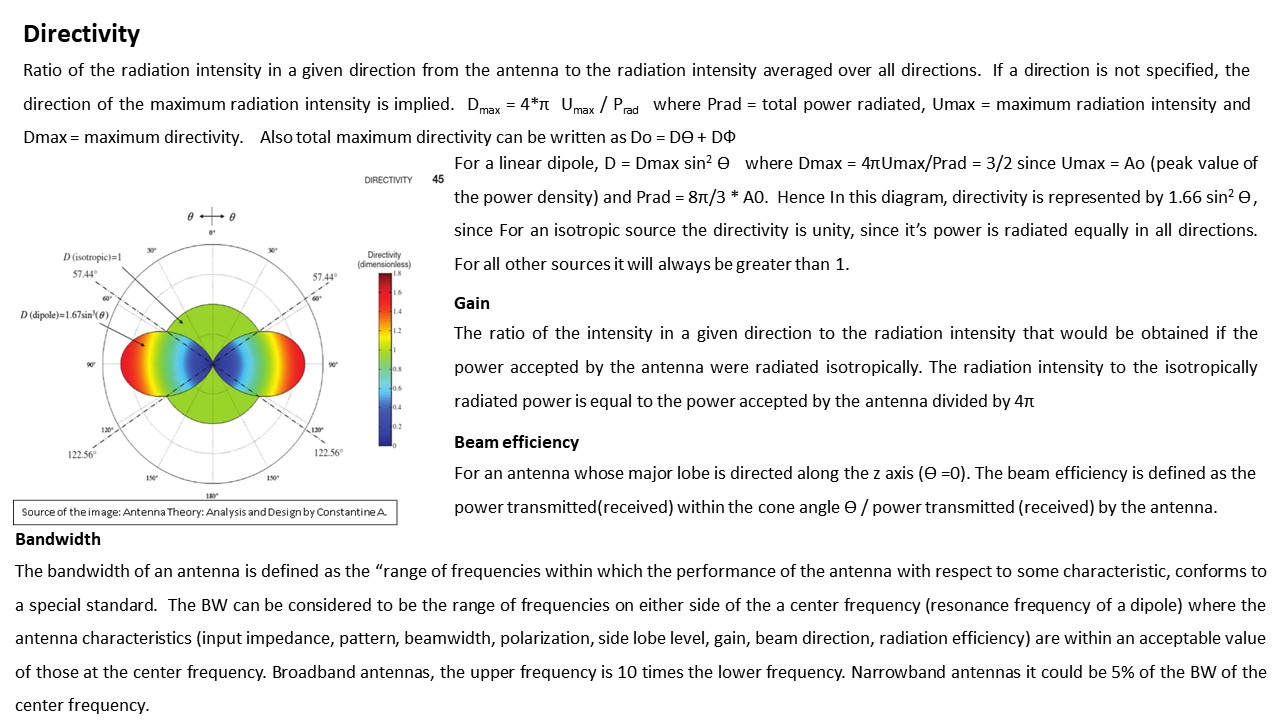 Directivity
Ratio of the radiation intensity in a given direction from the antenna to the radiation intensity averaged over all directions. If a direction is not specified, the
direction of the maximum radiation intensity is implied. Dmax = 4*π Umax / Prad where Prad = total power radiated, Umax = maximum radiation intensity and
Dmax = maximum directivity. Also total maximum directivity can be written as Do = DӨ + DΦ
For a linear dipole, D = Dmax sin² Ө where Dmax = 4πUmax/Prad = 3/2 since Umax = Ao (peak value of
the power density) and Prad = 8π/3 * A0. Hence In this diagram, directivity is represented by 1.66 sin² Ө,
since For an isotropic source the directivity is unity, since it's power is radiated equally in all directions.
For all other sources it will always be greater than 1.
DIRECTIVITY 45
θ ↔ θ
0°
30° 30°
D (isotropic)=1
57.44° 57.44°
60° 60°
D (dipole)=1.67sin³(θ)
90° 90°
120° 120°
122.56° 122.56°
150° 150°
180°
Directivity
(dimensionless)
1.8
1.6
1.4
1.2
1
0.8
0.6
0.4
0.2
0
Source of the image: Antenna Theory: Analysis and Design by Constantine A.
Gain
The ratio of the intensity in a given direction to the radiation intensity that would be obtained if the
power accepted by the antenna were radiated isotropically. The radiation intensity to the isotropically
radiated power is equal to the power accepted by the antenna divided by 4π
Beam efficiency
For an antenna whose major lobe is directed along the z axis (Ө =0). The beam efficiency is defined as the
power transmitted(received) within the cone angle Ө / power transmitted (received) by the antenna.
Bandwidth
The bandwidth of an antenna is defined as the “range of frequencies within which the performance of the antenna with respect to some characteristic, conforms to
a special standard. The BW can be considered to be the range of frequencies on either side of the a center frequency (resonance frequency of a dipole) where the
antenna characteristics (input impedance, pattern, beamwidth, polarization, side lobe level, gain, beam direction, radiation efficiency) are within an acceptable value
of those at the center frequency. Broadband antennas, the upper frequency is 10 times the lower frequency. Narrowband antennas it could be 5% of the BW of the
center frequency.